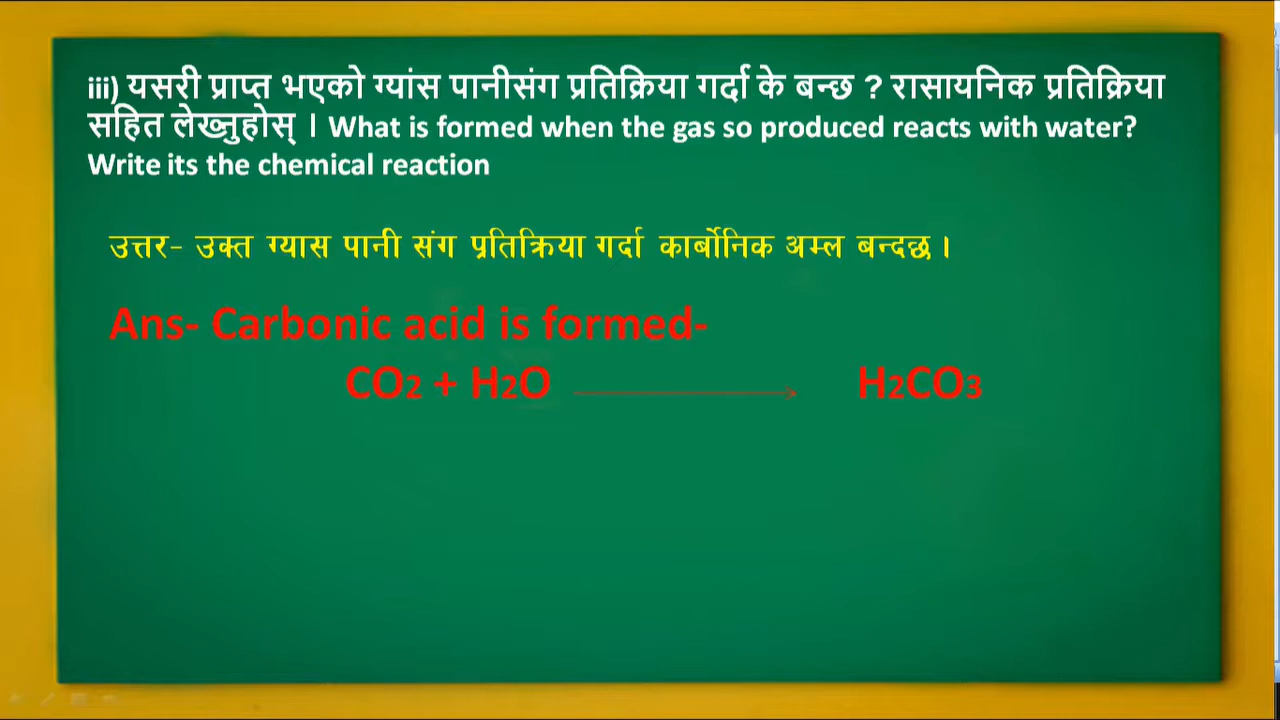 iii) यसरी प्राप्त भएको ग्यांस पानीसंग प्रतिक्रिया गर्दा के बन्छ ? रासायनिक प्रतिक्रिया
सहित लेख्नुहोस् । What is formed when the gas so produced reacts with water?
Write its the chemical reaction
उत्तर- उक्त ग्यास पानी संग प्रतिक्रिया गर्दा कार्बोनिक अम्ल बन्दछ ।
Ans- Carbonic acid is formed-
CO2 + H2O → H2CO3